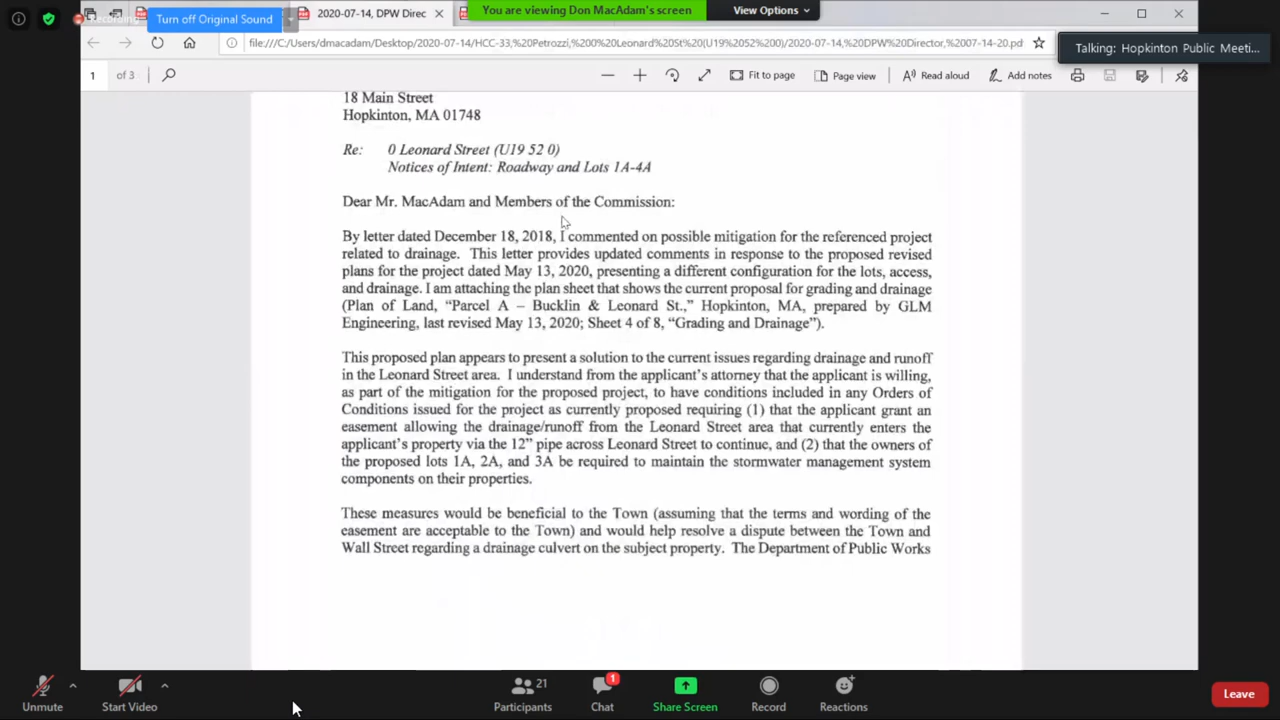 Recording
Turn off Original Sound
2020-07-14, DPW Direc
You are viewing Don MacAdam's screen
View Options
file:///C:/Users/drmacadam/Desktop/2020-07-14/HCC-33,%20Petrozzi,%200%20Leonard%20St%20(U19%2052%200)/2020-07-14,%20DPW%20Director,%2007-14-20.pd
Talking: Hopkinton Public Meeti...
1 of 3
Fit to page
Page view
Read aloud
Add notes
18 Main Street
Hopkinton, MA 01748
Re: 0 Leonard Street (U19 52 0)
Notices of Intent: Roadway and Lots 1A-4A
Dear Mr. MacAdam and Members of the Commission:
By letter dated December 18, 2018, I commented on possible mitigation for the referenced project
related to drainage. This letter provides updated comments in response to the proposed revised
plans for the project dated May 13, 2020, presenting a different configuration for the lots, access,
and drainage. I am attaching the plan sheet that shows the current proposal for grading and drainage
(Plan of Land, “Parcel A – Bucklin & Leonard St.,” Hopkinton, MA, prepared by GLM
Engineering, last revised May 13, 2020; Sheet 4 of 8, “Grading and Drainage”).
This proposed plan appears to present a solution to the current issues regarding drainage and runoff
in the Leonard Street area. I understand from the applicant’s attorney that the applicant is willing,
as part of the mitigation for the proposed project, to have conditions included in any Orders of
Conditions issued for the project as currently proposed requiring (1) that the applicant grant an
easement allowing the drainage/runoff from the Leonard Street area that currently enters the
applicant’s property via the 12” pipe across Leonard Street to continue, and (2) that the owners of
the proposed lots 1A, 2A, and 3A be required to maintain the stormwater management system
components on their properties.
These measures would be beneficial to the Town (assuming that the terms and wording of the
easement are acceptable to the Town) and would help resolve a dispute between the Town and
Wall Street regarding a drainage culvert on the subject property. The Department of Public Works
Unmute
Start Video
21
Participants
1
Chat
Share Screen
Record
Reactions
Leave